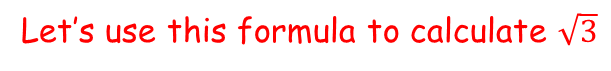 Let's use this formula to calculate √3